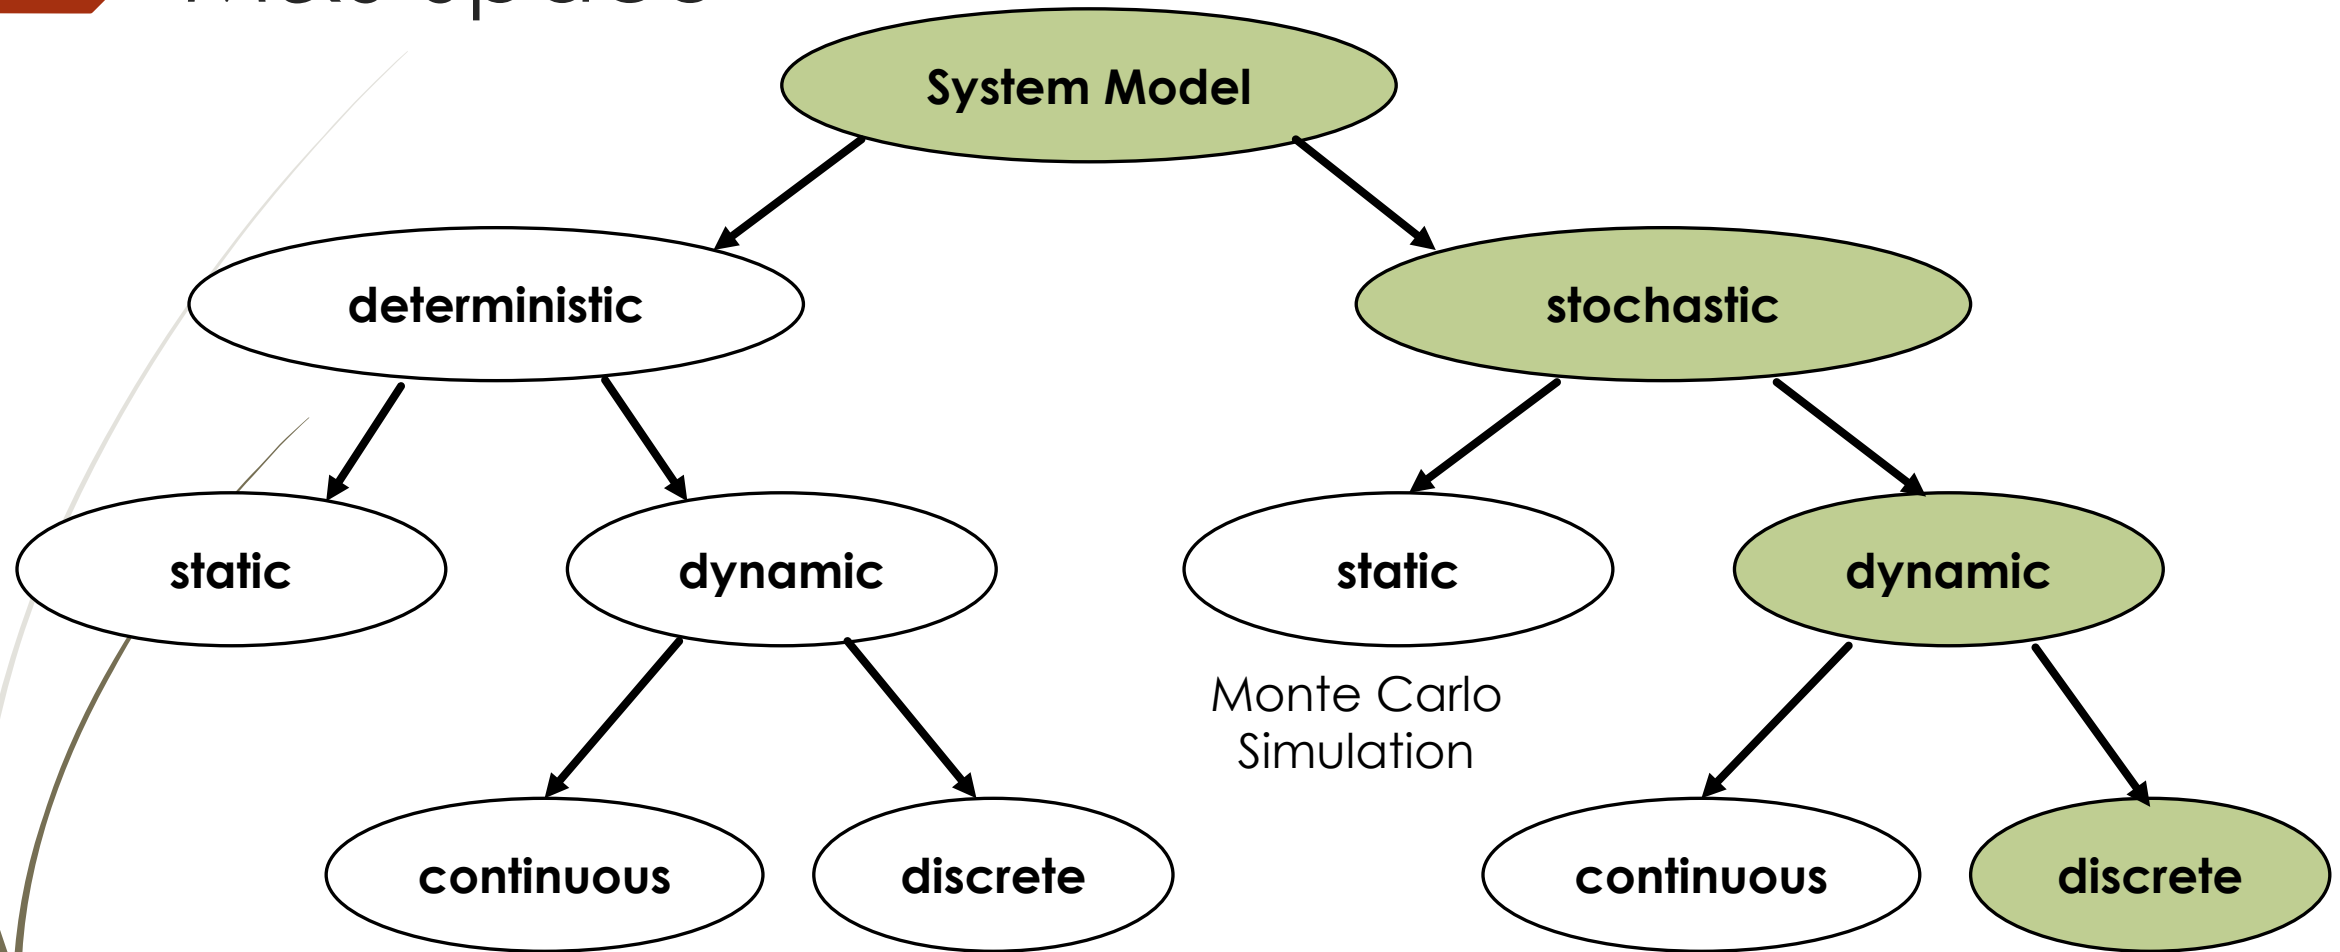 System Model
deterministic
stochastic
static
dynamic
static
dynamic
Monte Carlo
Simulation
continuous
discrete
continuous
discrete